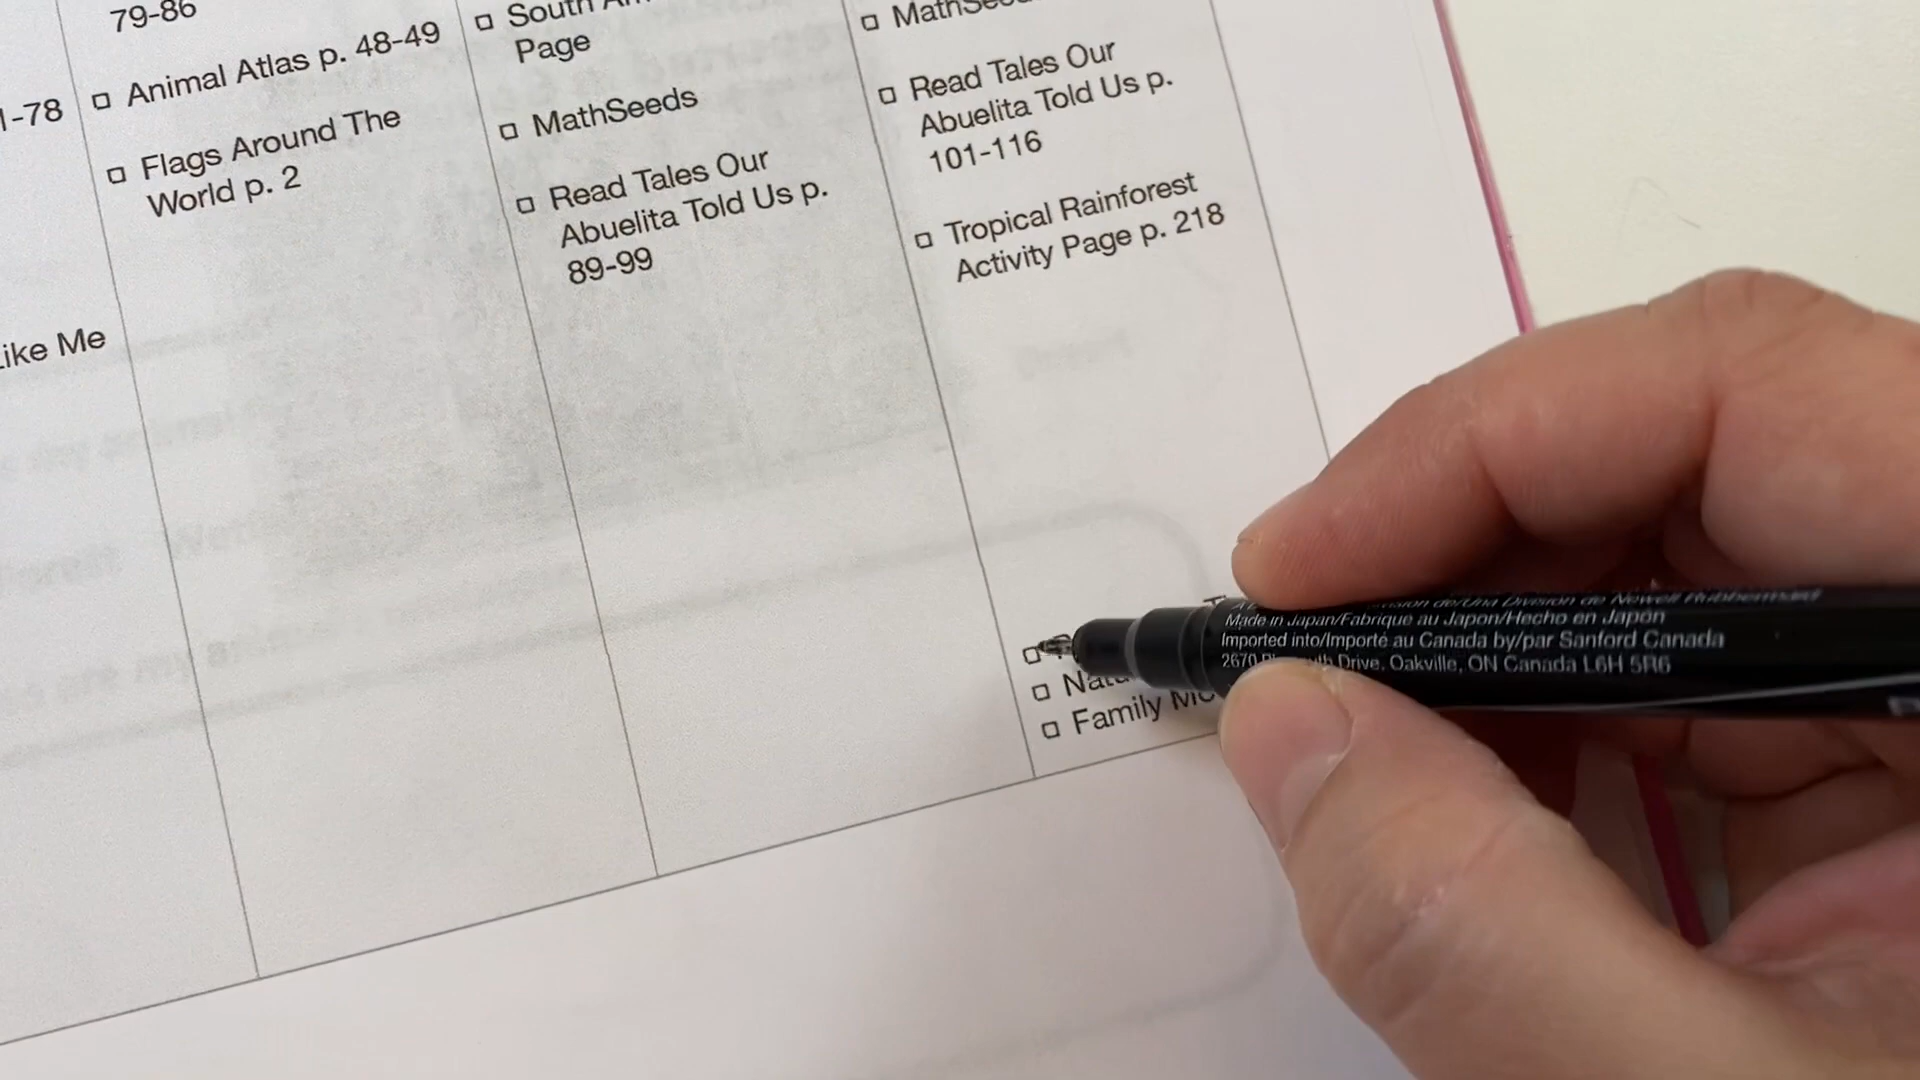 79-86
Animal Atlas p. 48-49
Flags Around The
World p. 2
-78
Like Me
South
Page
MathSeeds
Read Tales Our
Abuelita Told Us p.
89-99
Read Tales Our
Abuelita Told Us p.
101-116
Tropical Rainforest
Activity Page p. 218
Family
Made in Japan/Fabriqué au Japon/Hecho en Japón
Imported into/Importé au Canada by/par Sanford Canada
2670 Drive, Oakville, ON Canada L6H 5R6